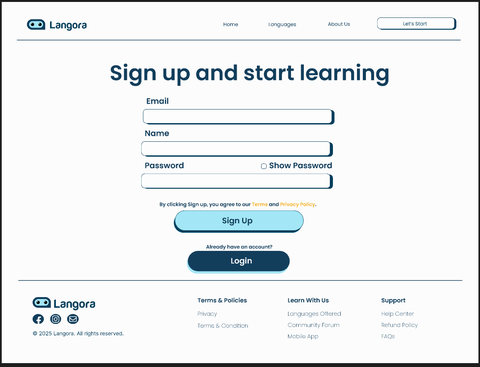 Langora
Home Languages About Us Let's Start
Sign up and start learning
Email
Name
Password Show Password
By clicking Sign up, you agree to our Terms and Privacy Policy.
Sign Up
Already have an account?
Login
Langora
© 2025 Langora. All rights reserved.
Terms & Policies
Privacy
Terms & Condition
Learn With Us
Languages Offered
Community Forum
Mobile App
Support
Help Center
Refund Policy
FAQs